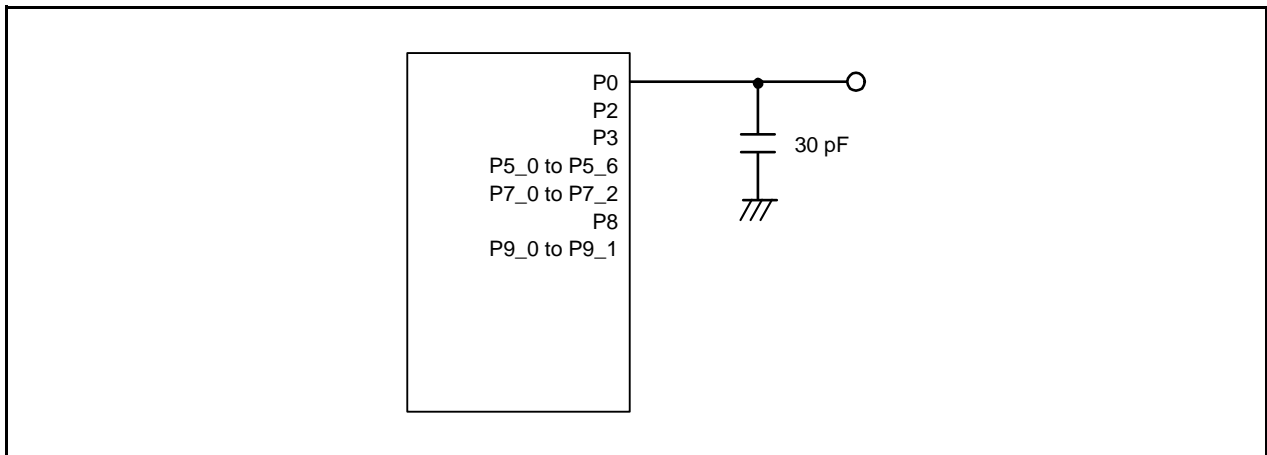 P0
P2
P3
P5_0 to P5_6
P7_0 to P7_2
P8
P9_0 to P9_1
30 pF